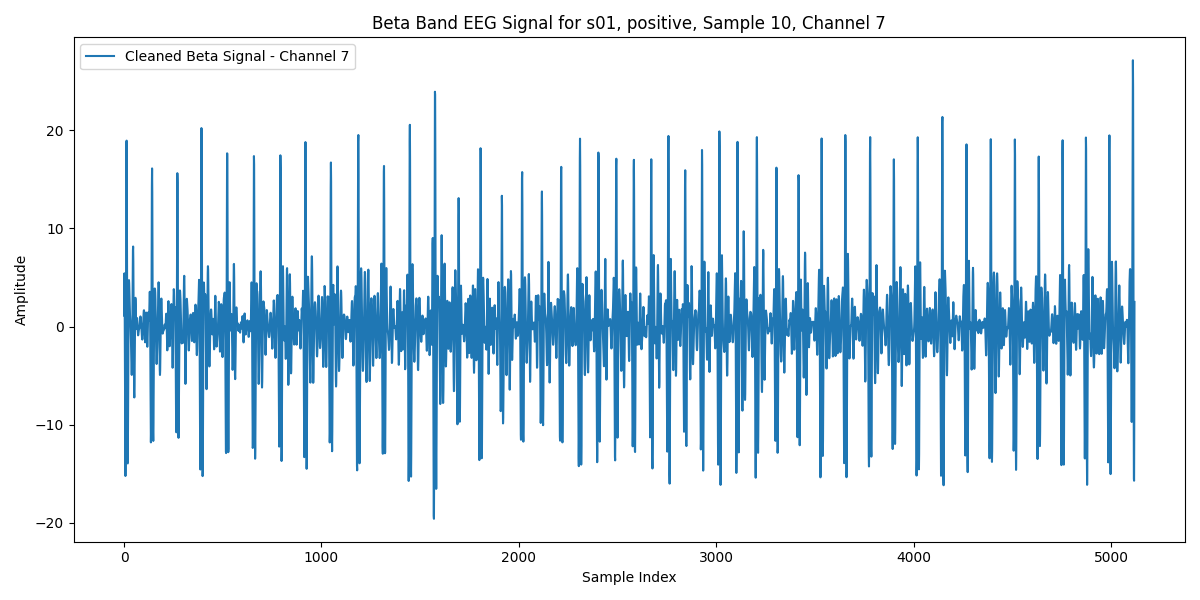 Beta Band EEG Signal for s01, positive, Sample 10, Channel 7
Cleaned Beta Signal - Channel 7
Amplitude
20
10
0
−10
−20
0 1000 2000 3000 4000 5000
Sample Index